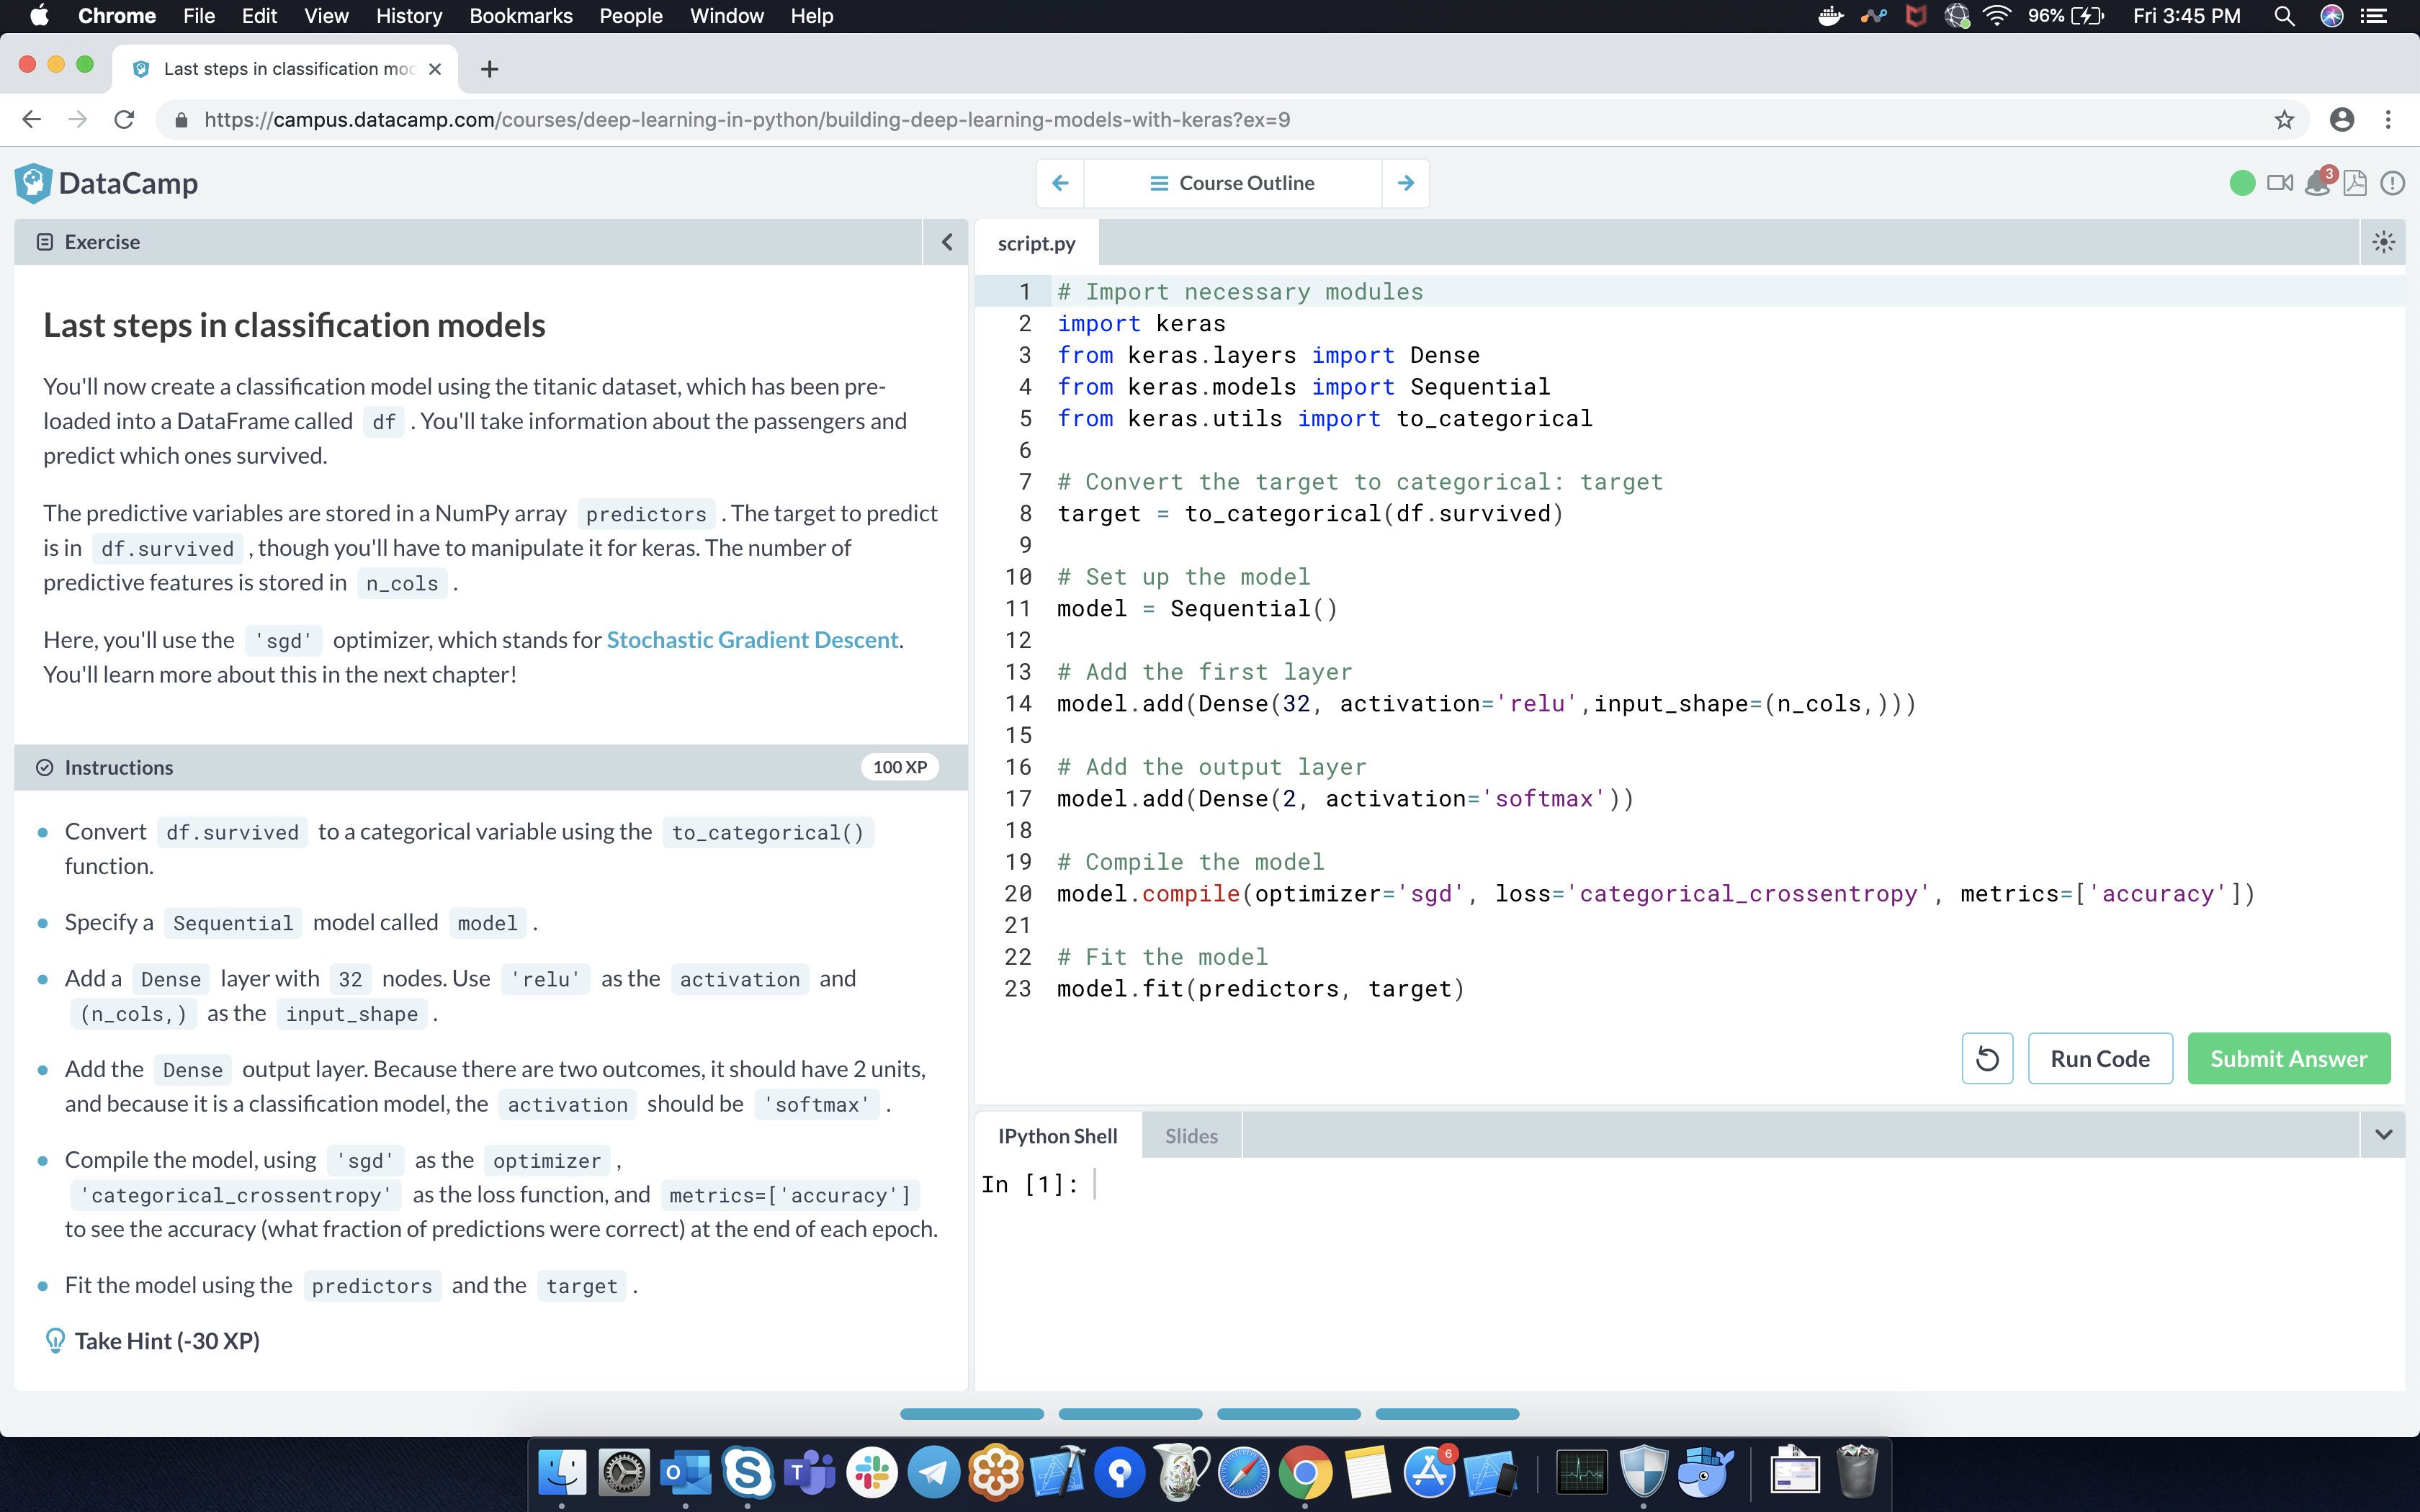 Chrome File Edit View History Bookmarks People Window Help 96% Fri 3:45 PM
Last steps in classification mod
https://campus.datacamp.com/courses/deep-learning-in-python/building-deep-learning-models-with-keras?ex=9
DataCamp
Course Outline
3
Exercise
Last steps in classification models
You'll now create a classification model using the titanic dataset, which has been pre-
loaded into a DataFrame called df . You'll take information about the passengers and
predict which ones survived.
The predictive variables are stored in a NumPy array predictors . The target to predict
is in df.survived , though you'll have to manipulate it for keras. The number of
predictive features is stored in n_cols .
Here, you'll use the 'sgd' optimizer, which stands for Stochastic Gradient Descent.
You'll learn more about this in the next chapter!
Instructions 100 XP
Convert df.survived to a categorical variable using the to_categorical()
function.
Specify a Sequential model called model .
Add a Dense layer with 32 nodes. Use 'relu' as the activation and
(n_cols,) as the input_shape .
Add the Dense output layer. Because there are two outcomes, it should have 2 units,
and because it is a classification model, the activation should be 'softmax' .
Compile the model, using 'sgd' as the optimizer ,
'categorical_crossentropy' as the loss function, and metrics=['accuracy']
to see the accuracy (what fraction of predictions were correct) at the end of each epoch.
Fit the model using the predictors and the target .
Take Hint (-30 XP)
script.py
1 # Import necessary modules
2 import keras
3 from keras.layers import Dense
4 from keras.models import Sequential
5 from keras.utils import to_categorical
6
7 # Convert the target to categorical: target
8 target = to_categorical(df.survived)
9
10 # Set up the model
11 model = Sequential()
12
13 # Add the first layer
14 model.add(Dense(32, activation='relu',input_shape=(n_cols,)))
15
16 # Add the output layer
17 model.add(Dense(2, activation='softmax'))
18
19 # Compile the model
20 model.compile(optimizer='sgd', loss='categorical_crossentropy', metrics=['accuracy'])
21
22 # Fit the model
23 model.fit(predictors, target)
Run Code Submit Answer
IPython Shell Slides
In [1]:
6